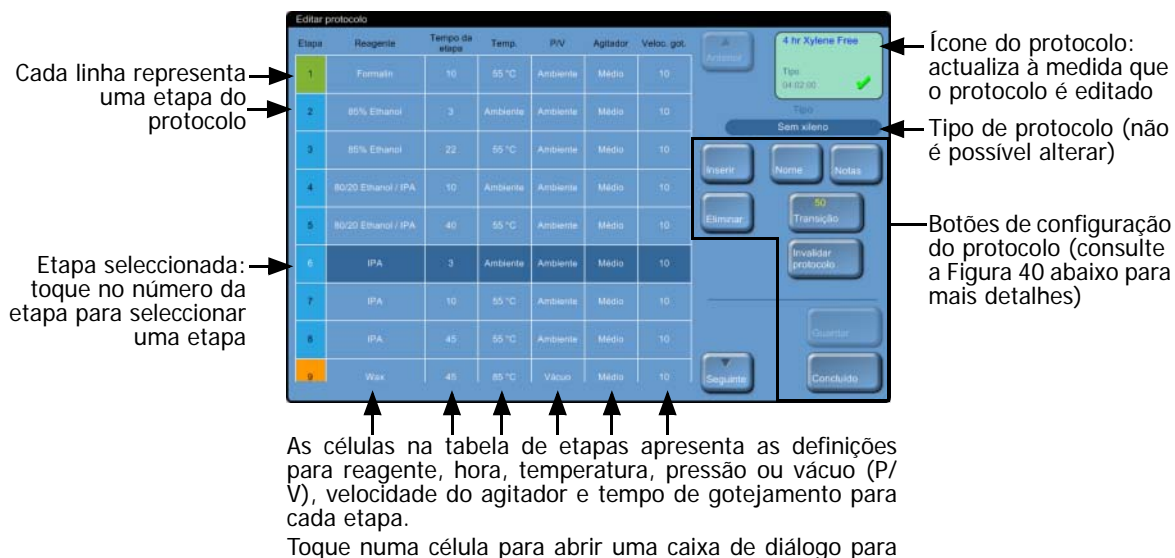 Editar protocolo
Etapa Reagente Tempo da etapa Temp. P/V Agitador Veloc. got.
1 Formalin 10 55 °C Ambiente Médio 10
2 85% Ethanol 3 Ambiente Ambiente Médio 10
3 85% Ethanol 22 55 °C Ambiente Médio 10
4 80/20 Ethanol / IPA 10 Ambiente Ambiente Médio 10
5 80/20 Ethanol / IPA 40 55 °C Ambiente Médio 10
6 IPA 3 Ambiente Ambiente Médio 10
7 IPA 10 55 °C Ambiente Médio 10
8 IPA 45 55 °C Ambiente Médio 10
9 Wax 45 85 °C Vácuo Médio 10
Anterior
4 hr Xylene Free
Tipo:
04:02:00
Tipo
Sem xileno
Inserir
Nome
Notas
Eliminar
50
Transição
Invalidar
protocolo
Guardar
Seguinte
Concluído
Cada linha representa
uma etapa do
protocolo
Etapa seleccionada:
toque no número da
etapa para seleccionar
uma etapa
Ícone do protocolo:
actualiza à medida que
o protocolo é editado
Tipo de protocolo (não
é possível alterar)
Botões de configuração
do protocolo (consulte
a Figura 40 abaixo para
mais detalhes)
As células na tabela de etapas apresenta as definições
para reagente, hora, temperatura, pressão ou vácuo (P/
V), velocidade do agitador e tempo de gotejamento para
cada etapa.
Toque numa célula para abrir uma caixa de diálogo para